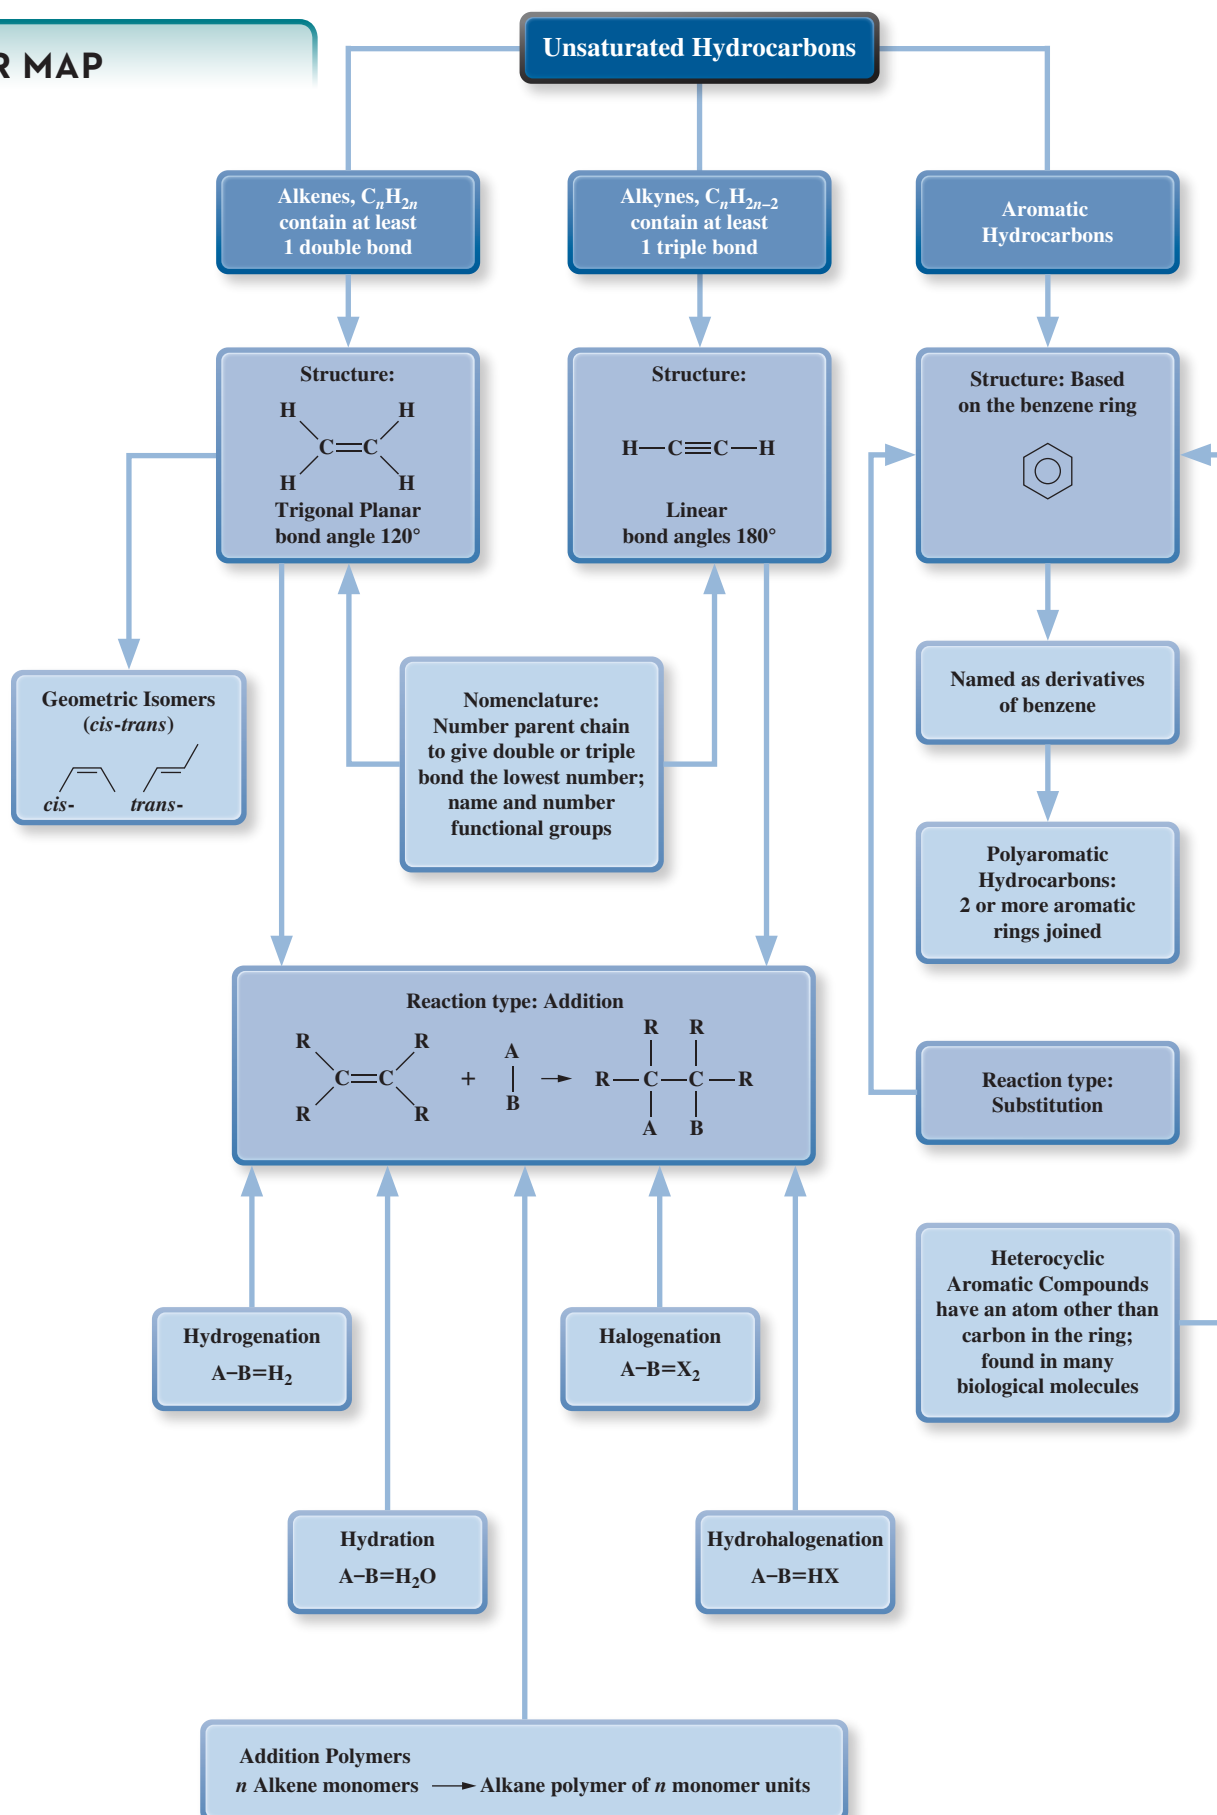 R MAP
Unsaturated Hydrocarbons
Alkenes, CₙH₂ₙ
contain at least
1 double bond
Alkynes, CₙH₂ₙ₋₂
contain at least
1 triple bond
Aromatic
Hydrocarbons
Structure:
H H
C=C
H H
Trigonal Planar
bond angle 120°
Structure:
H—C≡C—H
Linear
bond angles 180°
Structure: Based
on the benzene ring
Geometric Isomers
(cis-trans)
cis- trans-
Nomenclature:
Number parent chain
to give double or triple
bond the lowest number;
name and number
functional groups
Named as derivatives
of benzene
Polyaromatic
Hydrocarbons:
2 or more aromatic
rings joined
Reaction type: Addition
R R A R R
C=C + → R—C—C—R
R R B A B
Reaction type:
Substitution
Heterocyclic
Aromatic Compounds
have an atom other than
carbon in the ring;
found in many
biological molecules
Hydrogenation
A–B=H₂
Halogenation
A–B=X₂
Hydration
A–B=H₂O
Hydrohalogenation
A–B=HX
Addition Polymers
n Alkene monomers → Alkane polymer of n monomer units